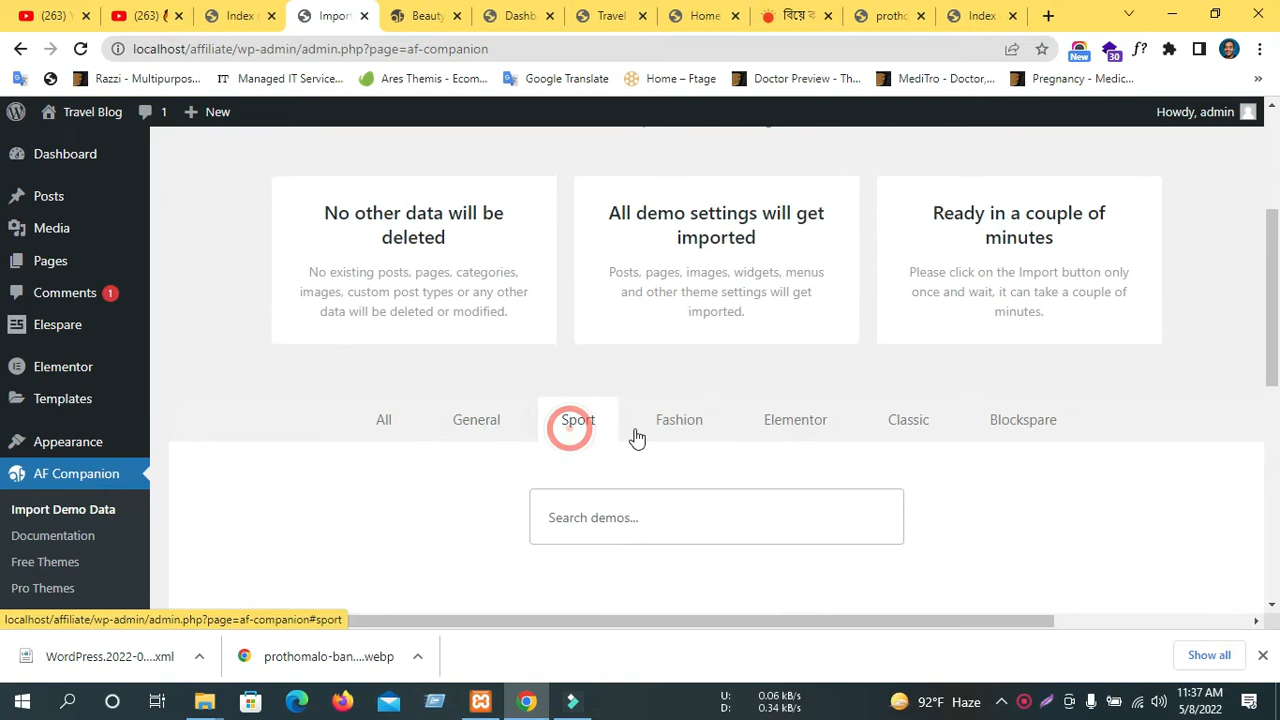 (263) Y
(263)
Index o
Import
Beauty
Dashb
Travel
Home
বিয়ে ক
protho
Index o
localhost/affiliate/wp-admin/admin.php?page=af-companion
New
30
f?
Razzi - Multipurpos...
IT Managed IT Service...
Ares Themis - Ecom...
Google Translate
Home – Ftage
Doctor Preview - Th...
MediTro - Doctor,...
Pregnancy - Medic...
»
Travel Blog
1
New
Howdy, admin
Dashboard
Posts
Media
Pages
Comments 1
Elespare
Elementor
Templates
Appearance
AF Companion
Import Demo Data
Documentation
Free Themes
Pro Themes
No other data will be
deleted
No existing posts, pages, categories,
images, custom post types or any other
data will be deleted or modified.
All demo settings will get
imported
Posts, pages, images, widgets, menus
and other theme settings will get
imported.
Ready in a couple of
minutes
Please click on the Import button only
once and wait, it can take a couple of
minutes.
All
General
Sport
Fashion
Elementor
Classic
Blockspare
Search demos...
localhost/affiliate/wp-admin/admin.php?page=af-companion#sport
WordPress.2022-0....xml
prothomalo-ban....webp
Show all
U: 0.06 kB/s
D: 0.34 kB/s
92°F Haze
11:37 AM
5/8/2022